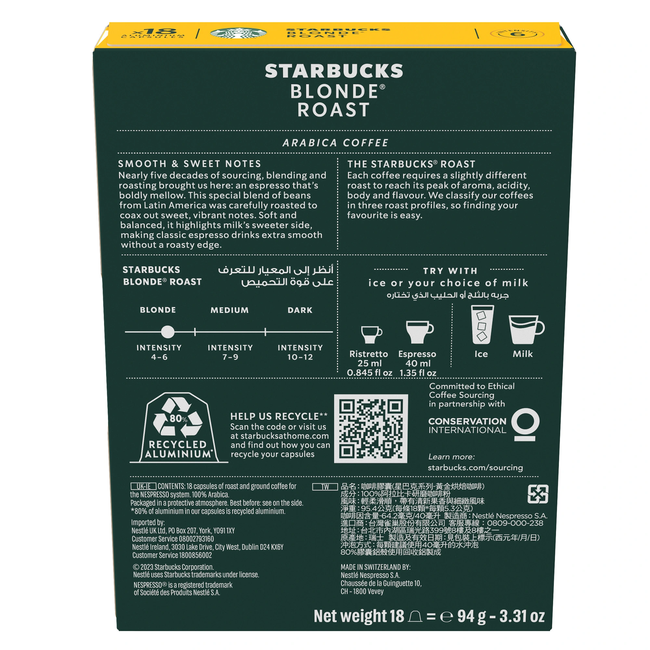 x18
STARBUCKS
BLONDE®
ROAST
6
STARBUCKS
BLONDE®
ROAST
ARABICA COFFEE
SMOOTH & SWEET NOTES
Nearly five decades of sourcing, blending and
roasting brought us here: an espresso that's
boldly mellow. This special blend of beans
from Latin America was carefully roasted to
coax out sweet, vibrant notes. Soft and
balanced, it highlights milk's sweeter side,
making classic espresso drinks extra smooth
without a roasty edge.
THE STARBUCKS® ROAST
Each coffee requires a slightly different
roast to reach its peak of aroma, acidity,
body and flavour. We classify our coffees
in three roast profiles, so finding your
favourite is easy.
STARBUCKS
BLONDE® ROAST
أنظر إلى المعيار للتعرف
على قوة التحميص
BLONDE MEDIUM DARK
INTENSITY INTENSITY INTENSITY
4-6 7-9 10-12
TRY WITH
ice or your choice of milk
جربه بالثلج أو الحليب الذي تختاره
Ristretto Espresso Ice Milk
25 ml 40 ml
0.845 fl oz 1.35 fl oz
80%
RECYCLED
ALUMINIUM*
HELP US RECYCLE**
Scan the code or visit us
at starbucksathome.com
and find out how you can
recycle your capsules
Committed to Ethical
Coffee Sourcing
in partnership with
CONSERVATION
INTERNATIONAL
Learn more:
starbucks.com/sourcing
UK-IE CONTENTS: 18 capsules of roast and ground coffee for
the NESPRESSO system. 100% Arabica.
Packaged in a protective atmosphere. Best before: see on the side.
*80% of aluminium in our capsules is recycled aluminium.
Imported by:
Nestlé UK Ltd, PO Box 207, York, YO91 1XY
Customer Service 08002793160
Nestlé Ireland, 3030 Lake Drive, City West, Dublin D24 KX6Y
Customer Service 1800856002
© 2023 Starbucks Corporation.
Nestlé uses Starbucks trademarks under license.
NESPRESSO® is a registered trademark
of Société des Produits Nestlé S.A.
TW 品名:咖啡膠囊(星巴克系列-黃金烘焙咖啡)
成分:100%阿拉比卡研磨咖啡粉
風味:輕柔滑順,帶有清新果香與細緻風味
淨重:95.4公克(每條18顆*每顆5.3公克)
咖啡因含量:64.2毫克/40毫升 製造商:Nestlé Nespresso S.A.
進口商:台灣雀巢股份有限公司 客服專線:0809-000-238
地址:台北市內湖區瑞光路399號8樓及8樓之一
原產地:瑞士 製造及有效日期:見包裝上標示(西元年/月/日)
沖泡方式:每顆建議使用40毫升的水沖泡
80%膠囊鋁殼使用回收鋁製成
MADE IN SWITZERLAND BY:
Nestlé Nespresso S.A.
Chaussée de la Guinguette 10,
CH - 1800 Vevey
Net weight 18 = ℮ 94 g - 3.31 oz